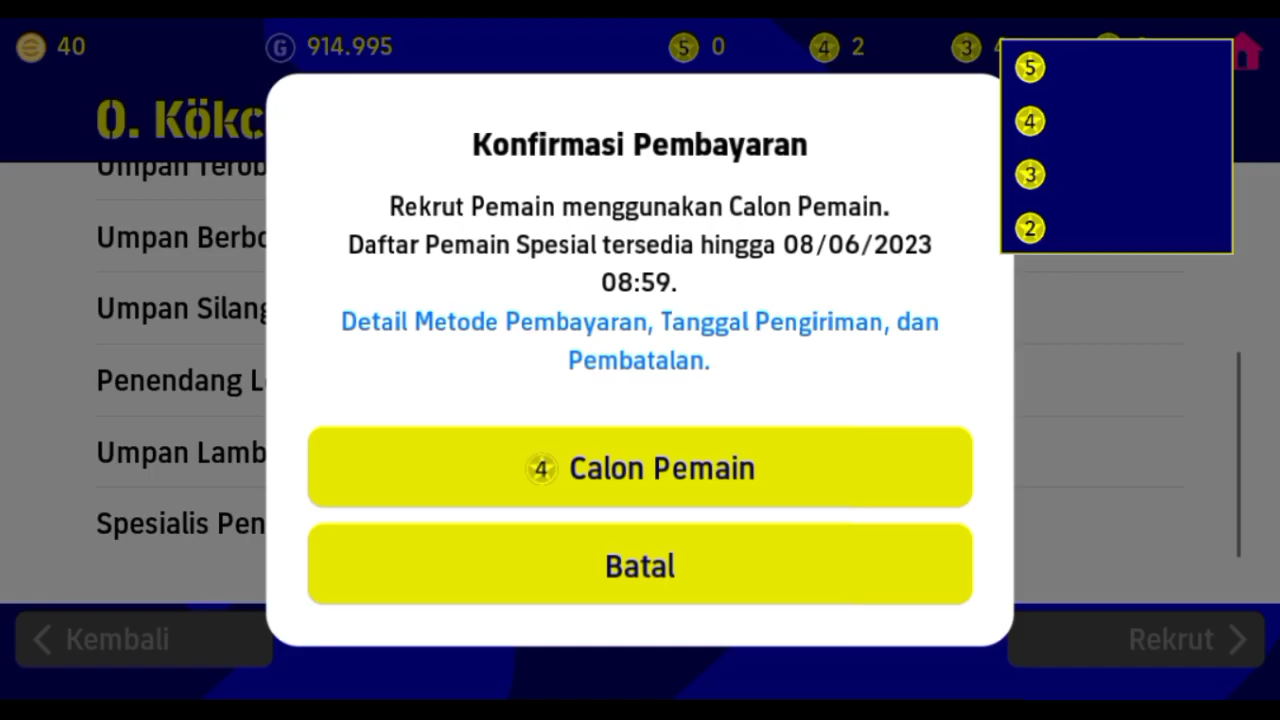 40 G 914.995 5 0 4 2 3
5
4
3
2
O. Kökc
Umpan Terob
Umpan Berbo
Umpan Silang
Penendang L
Umpan Lamb
Spesialis Pen
Konfirmasi Pembayaran
Rekrut Pemain menggunakan Calon Pemain.
Daftar Pemain Spesial tersedia hingga 08/06/2023
08:59.
Detail Metode Pembayaran, Tanggal Pengiriman, dan
Pembatalan.
4 Calon Pemain
Batal
Kembali
Rekrut